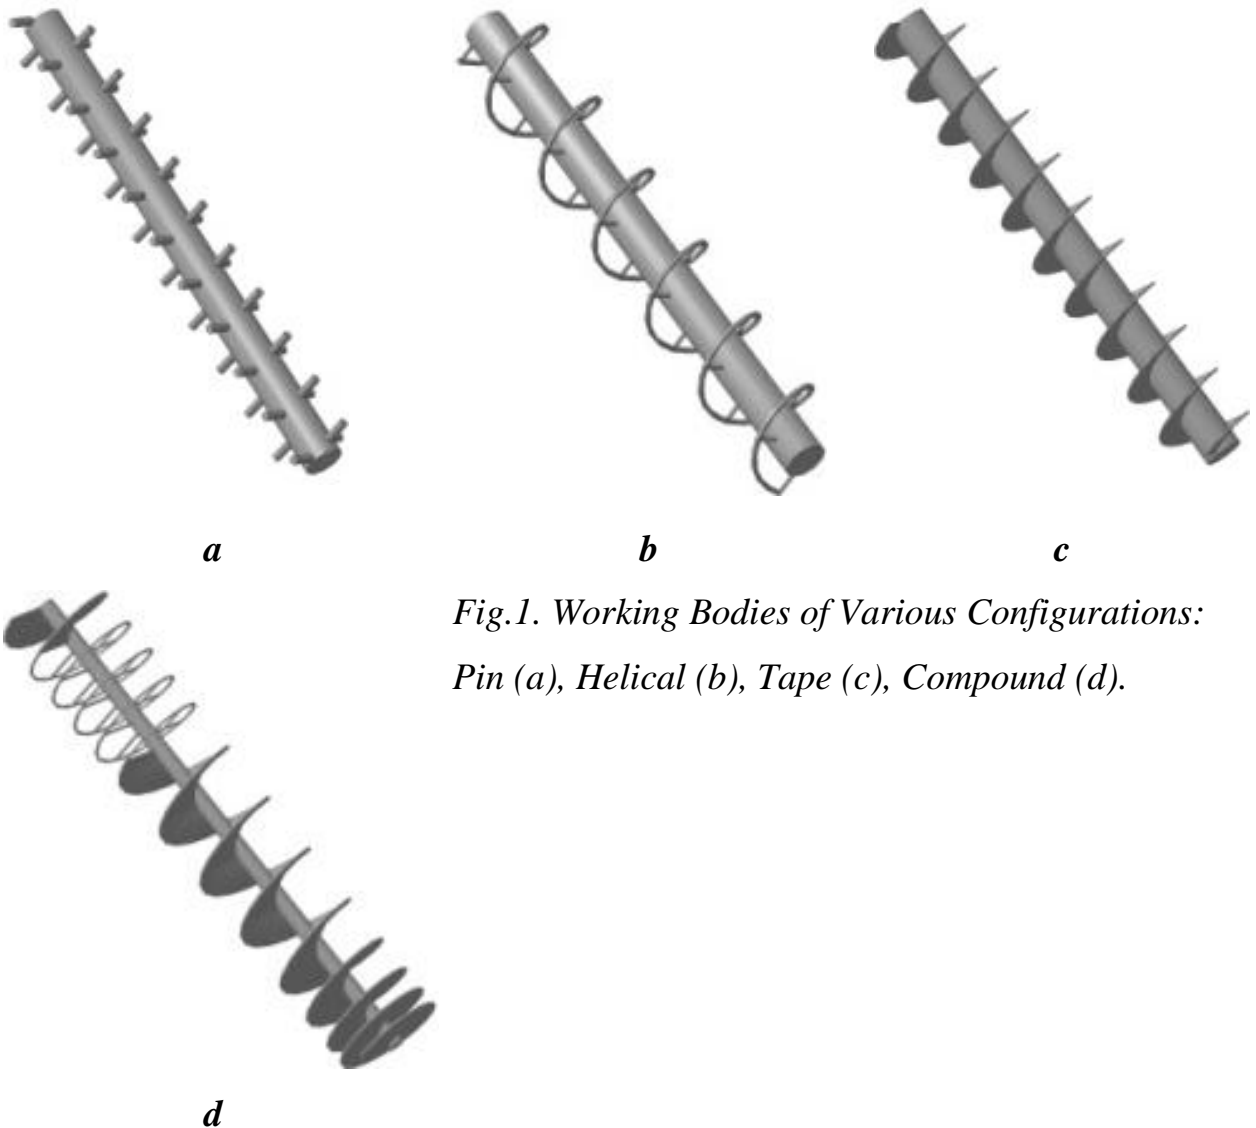 a
b
c
Fig.1. Working Bodies of Various Configurations:
Pin (a), Helical (b), Tape (c), Compound (d).
d